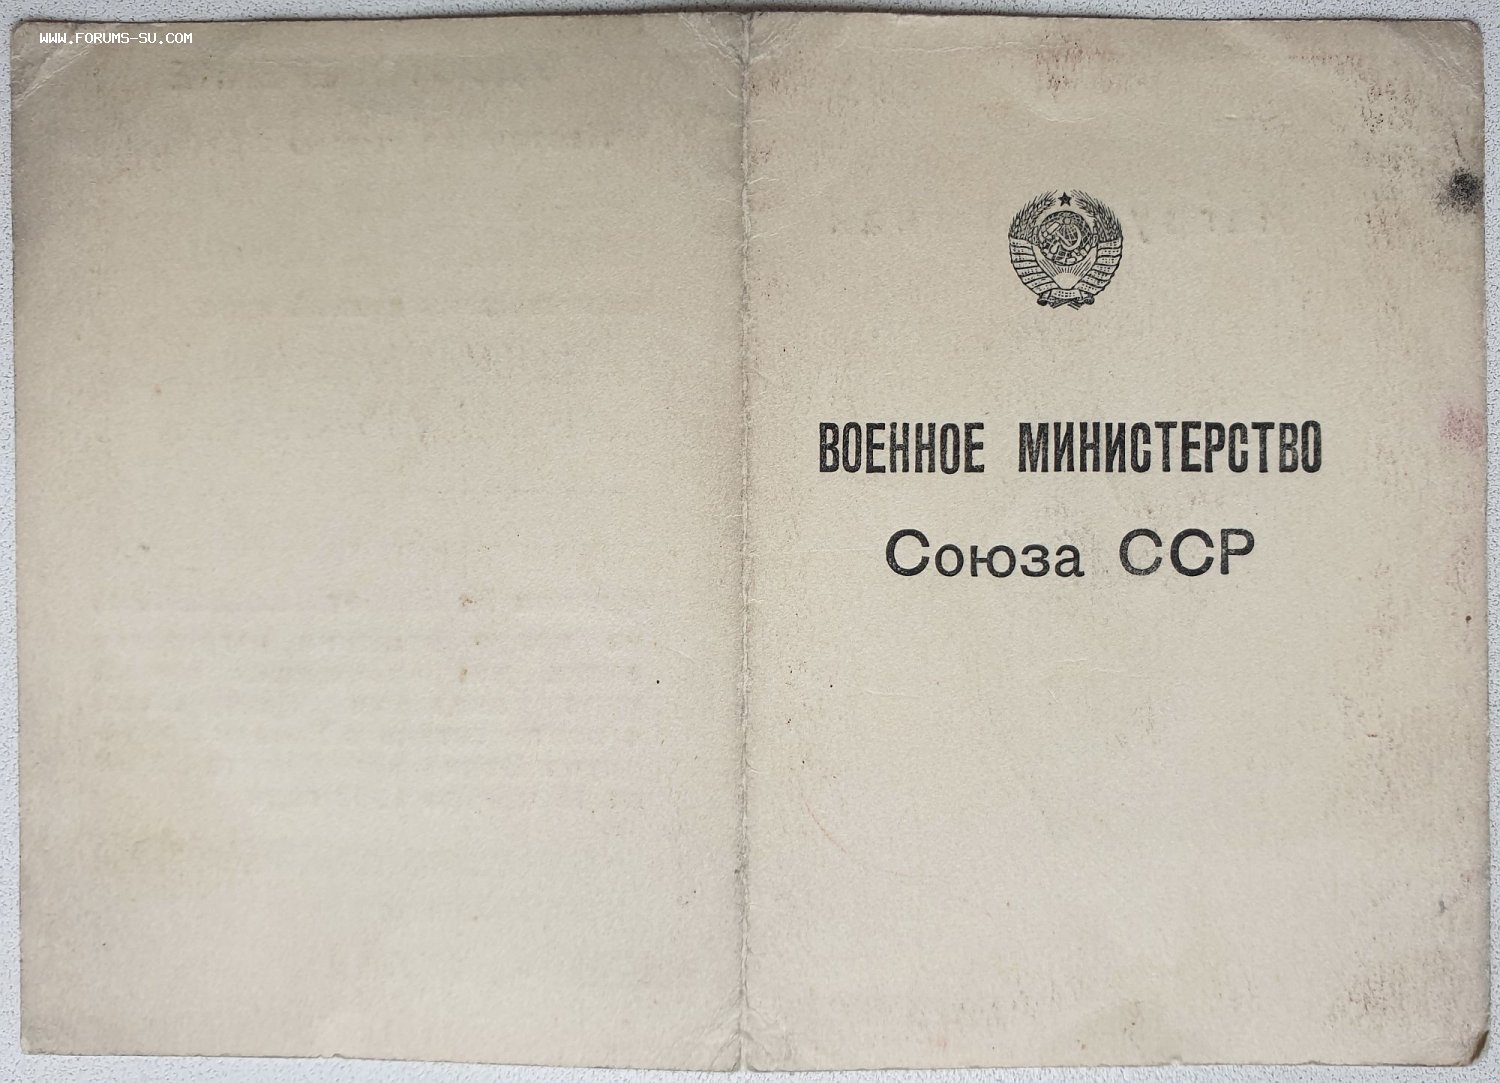 WWW.FORUMS-SU.COM
ВОЕННОЕ МИНИСТЕРСТВО
Союза ССР